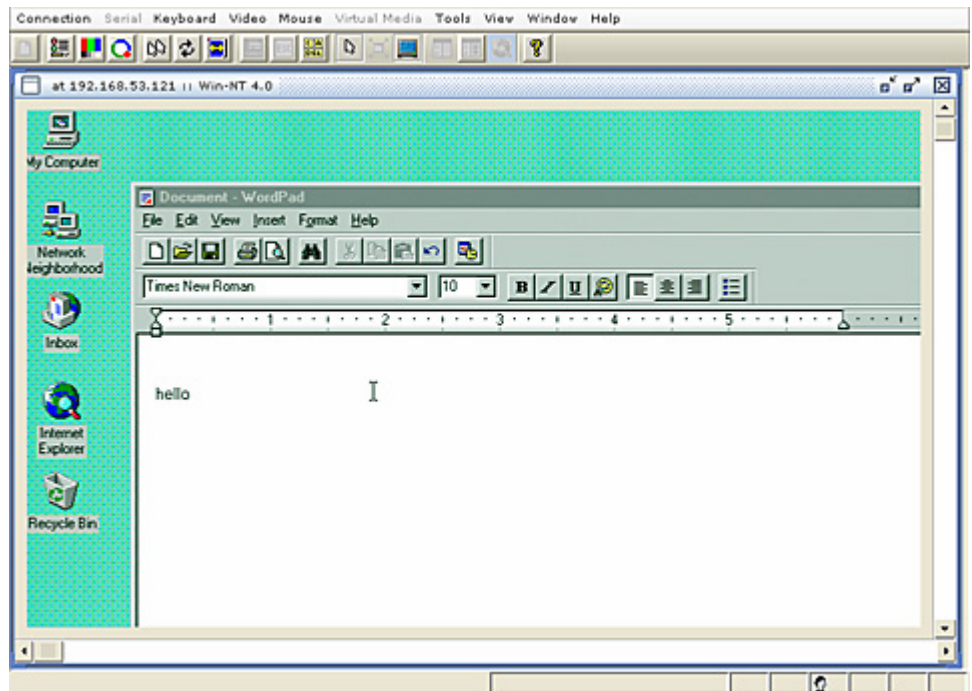 Connection Serial Keyboard Video Mouse Virtual Media Tools View Window Help
at 192.168.53.121 :: Win-NT 4.0
My Computer
Document - WordPad
File Edit View Insert Format Help
Network
Neighborhood
Times New Roman 10 B I U
1 2 3 4 5
Inbox
hello
Internet
Explorer
Recycle Bin